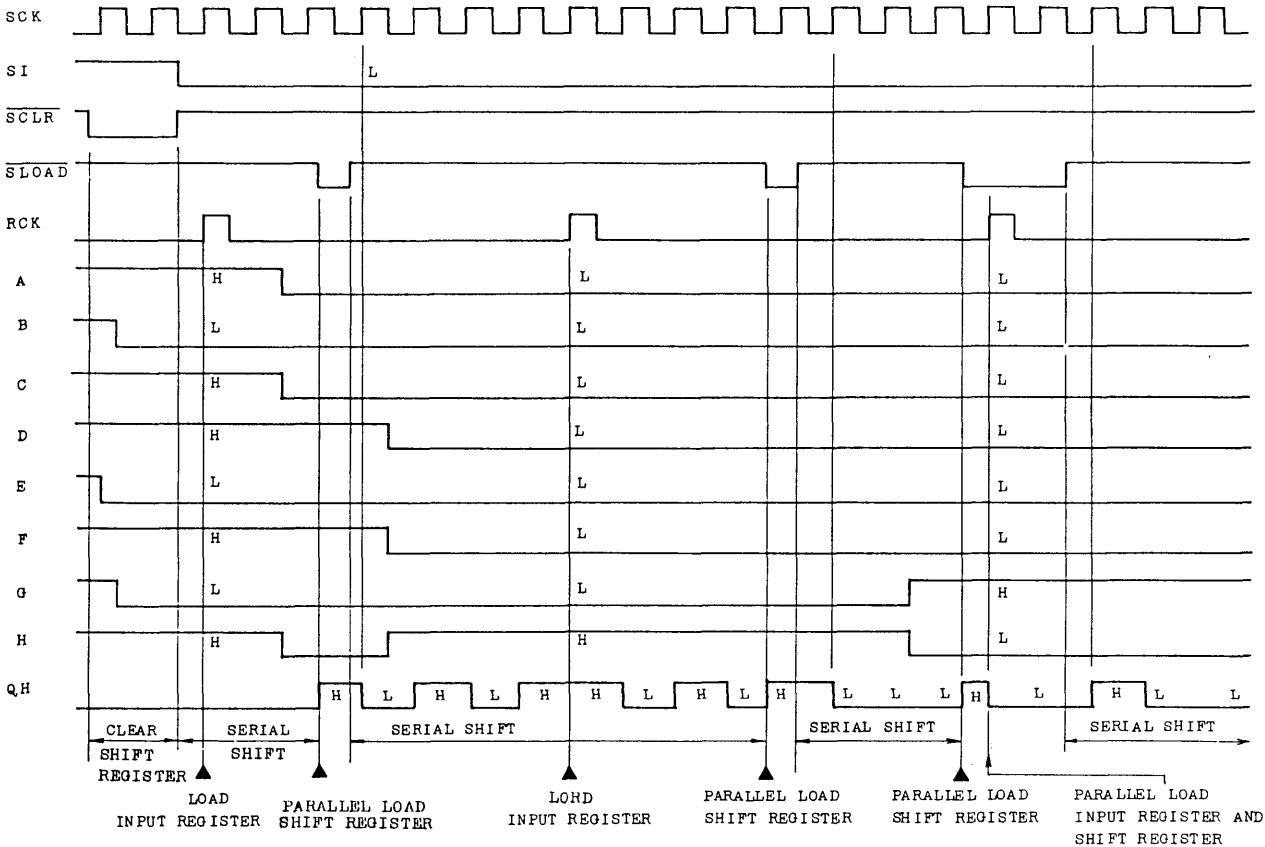 SCK
SI L
SCLR
SLOAD
RCK
A H L L
B L L L
C H L L
D H L L
E L L L
F H L L
G L L H
H H H L
QH H L H L H H L H L H L L L H L H L L
CLEAR SHIFT REGISTER
SERIAL SHIFT
SERIAL SHIFT
SERIAL SHIFT
SERIAL SHIFT
LOAD
INPUT REGISTER
PARALLEL LOAD
SHIFT REGISTER
LORD
INPUT REGISTER
PARALLEL LOAD
SHIFT REGISTER
PARALLEL LOAD
SHIFT REGISTER
PARALLEL LOAD
INPUT REGISTER AND
SHIFT REGISTER